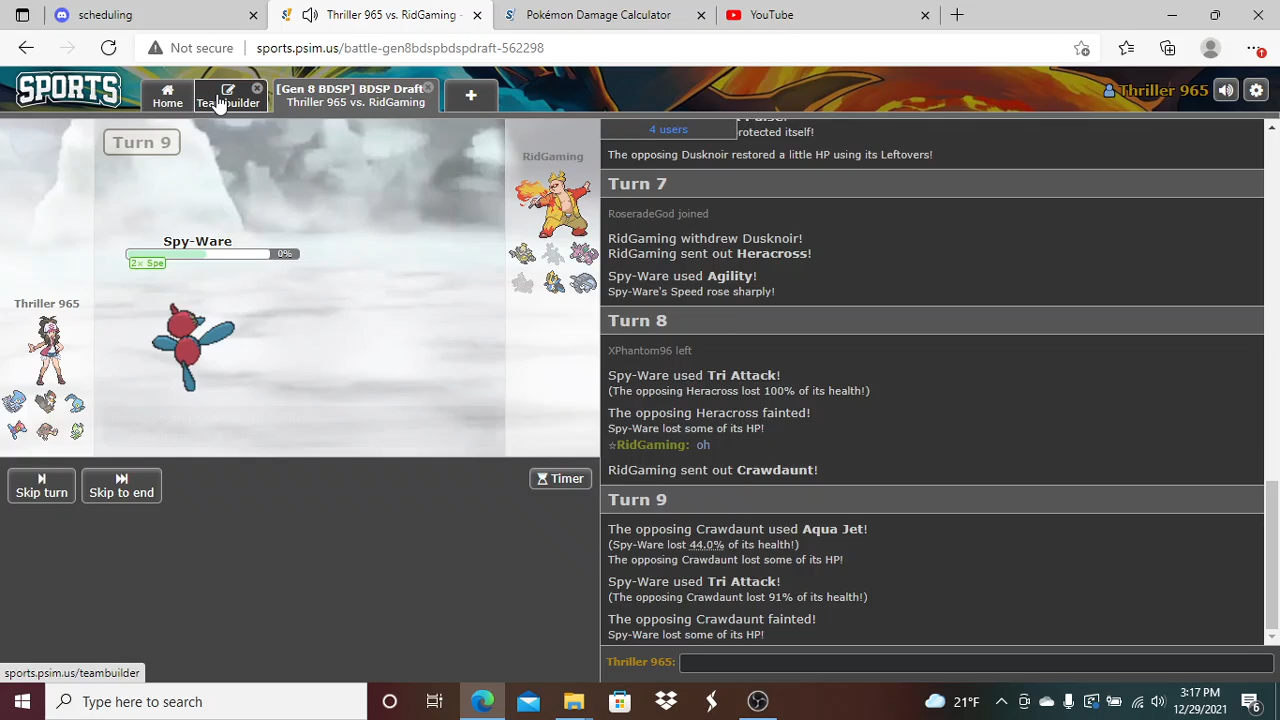 scheduling
Thriller 965 vs. RidGaming -
Pokémon Damage Calculator
YouTube
Not secure
sports.psim.us/battle-gen8bdspbdspdraft-562298
SPORTS
Home
Teambuilder
[Gen 8 BDSP] BDSP Draft
Thriller 965 vs. RidGaming
Thriller 965
Turn 9
RidGaming
Spy-Ware
0%
2× Spe
Thriller 965
Skip turn
Skip to end
Timer
4 users
rotected itself!
The opposing Dusknoir restored a little HP using its Leftovers!
Turn 7
RoseradeGod joined
RidGaming withdrew Dusknoir!
RidGaming sent out Heracross!
Spy-Ware used Agility!
Spy-Ware's Speed rose sharply!
Turn 8
XPhantom96 left
Spy-Ware used Tri Attack!
(The opposing Heracross lost 100% of its health!)
The opposing Heracross fainted!
Spy-Ware lost some of its HP!
☆RidGaming: oh
RidGaming sent out Crawdaunt!
Turn 9
The opposing Crawdaunt used Aqua Jet!
(Spy-Ware lost 44.0% of its health!)
The opposing Crawdaunt lost some of its HP!
Spy-Ware used Tri Attack!
(The opposing Crawdaunt lost 91% of its health!)
The opposing Crawdaunt fainted!
Spy-Ware lost some of its HP!
Thriller 965:
sports.psim.us/teambuilder
Type here to search
21°F
3:17 PM
12/29/2021
6